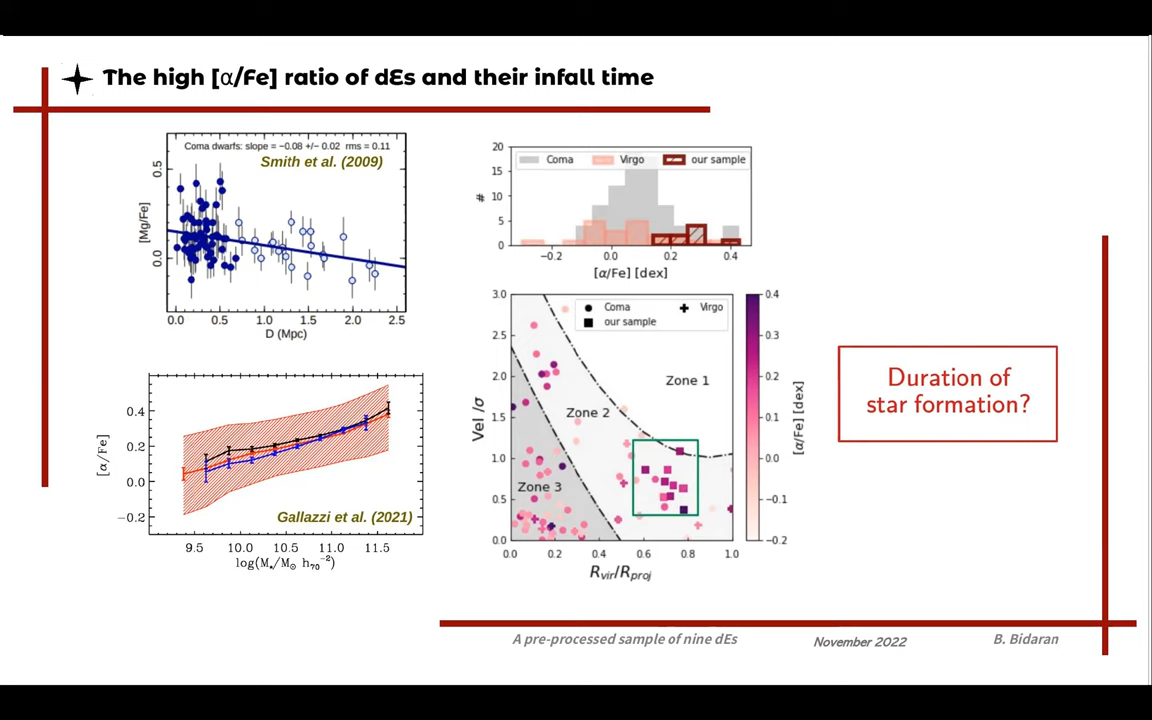 The high [α/Fe] ratio of dEs and their infall time
Coma dwarfs: slope = −0.08 +/− 0.02 rms = 0.11
Smith et al. (2009)
0.5
0.0
[Mg/Fe]
0.0 0.5 1.0 1.5 2.0 2.5
D (Mpc)
0.4
0.2
0.0
−0.2
[α/Fe]
Gallazzi et al. (2021)
9.5 10.0 10.5 11.0 11.5
log(M*/M⊙ h₇₀⁻²)
20
15
10
5
0
#
Coma Virgo our sample
−0.2 0.0 0.2 0.4
[α/Fe] [dex]
3.0
2.5
2.0
1.5
1.0
0.5
0.0
Vel /σ
Coma Virgo
our sample
Zone 1
Zone 2
Zone 3
0.0 0.2 0.4 0.6 0.8 1.0
Rvir/Rproj
0.4
0.3
0.2
0.1
0.0
−0.1
−0.2
[α/Fe] [dex]
Duration of
star formation?
A pre-processed sample of nine dEs November 2022 B. Bidaran